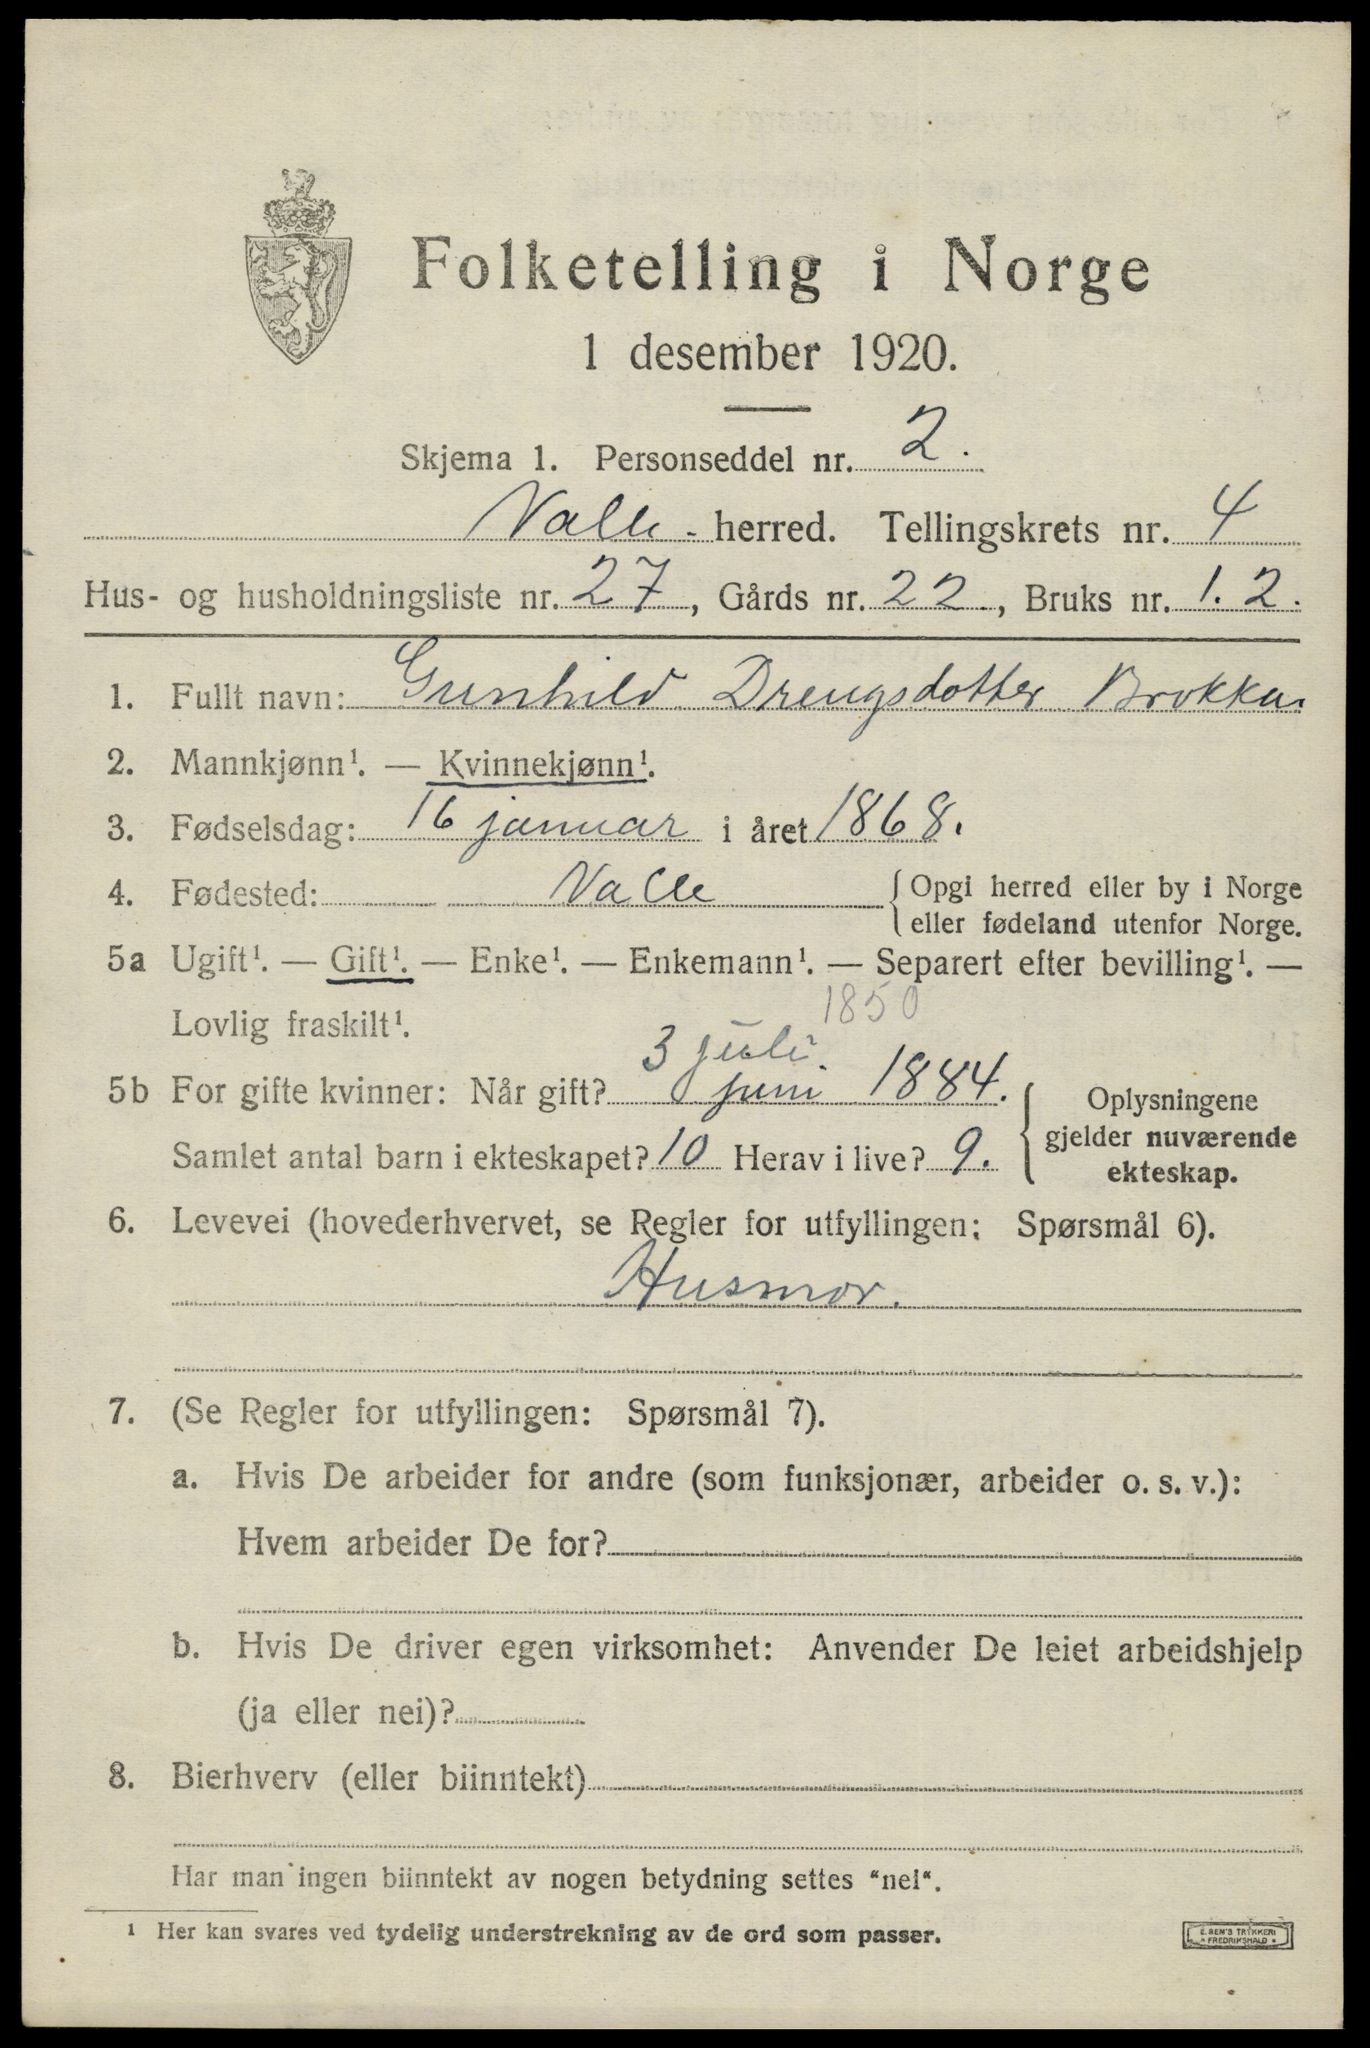 Folketelling i Norge
1 desember 1920.
Skjema 1. Personseddel nr. 2.
Valle herred. Tellingskrets nr. 4
Hus- og husholdningsliste nr. 27, Gårds nr. 22, Bruks nr. 1. 2.
1. Fullt navn: Gunhild Drengsdotter Brokka.
2. Mannkjønn¹. — Kvinnekjønn¹.
3. Fødselsdag: 16 januar i året 1868.
4. Fødested: Valle {Opgi herred eller by i Norge
eller fødeland utenfor Norge.
5a Ugift¹. — Gift¹. — Enke¹. — Enkemann¹. — Separert efter bevilling¹. —
1850
Lovlig fraskilt¹.
3 juli
5b For gifte kvinner: Når gift? juni 1884. { Oplysningene
gjelder nuværende
Samlet antal barn i ekteskapet? 10 Herav i live? 9.
ekteskap.
6. Levevei (hovederhvervet, se Regler for utfyllingen: Spørsmål 6).
Husmor.
7. (Se Regler for utfyllingen: Spørsmål 7).
a. Hvis De arbeider for andre (som funksjonær, arbeider o. s. v.):
Hvem arbeider De for?
b. Hvis De driver egen virksomhet: Anvender De leiet arbeidshjelp
(ja eller nei)?
8. Bierhverv (eller biinntekt)
Har man ingen biinntekt av nogen betydning settes "nei".
¹ Her kan svares ved tydelig understrekning av de ord som passer.
E. SEM'S TRYKKERI
FREDRIKSHALD